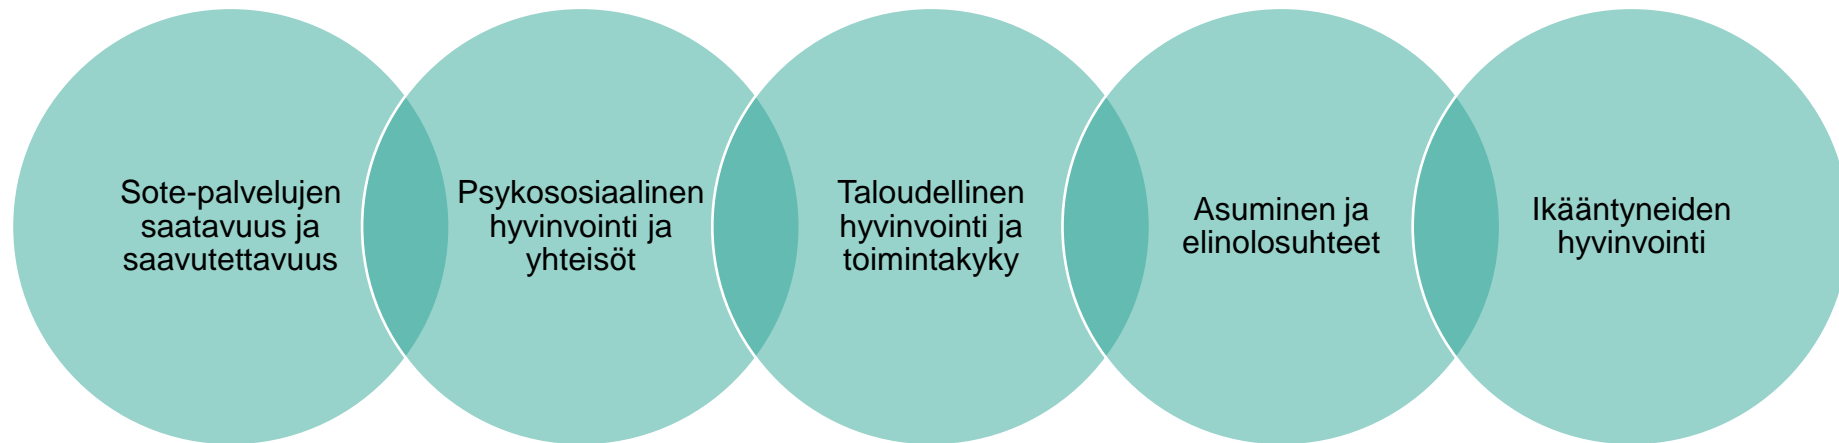 Sote-palvelujen
saatavuus ja
saavutettavuus
Psykososiaalinen
hyvinvointi ja
yhteisöt
Taloudellinen
hyvinvointi ja
toimintakyky
Asuminen ja
elinolosuhteet
Ikääntyneiden
hyvinvointi